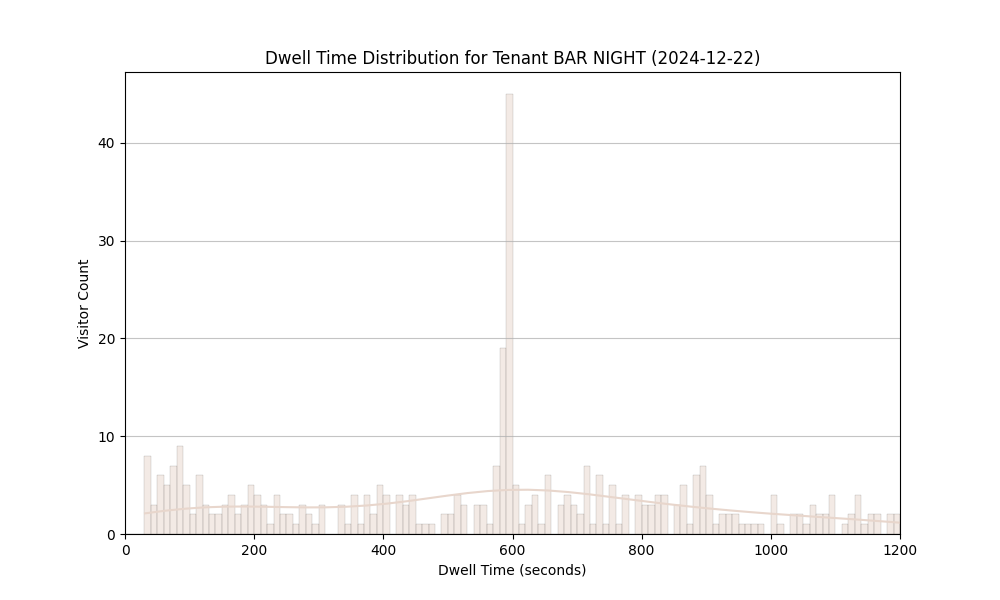 Dwell Time Distribution for Tenant BAR NIGHT (2024-12-22)
Visitor Count
40
30
20
10
0
0 200 400 600 800 1000 1200
Dwell Time (seconds)